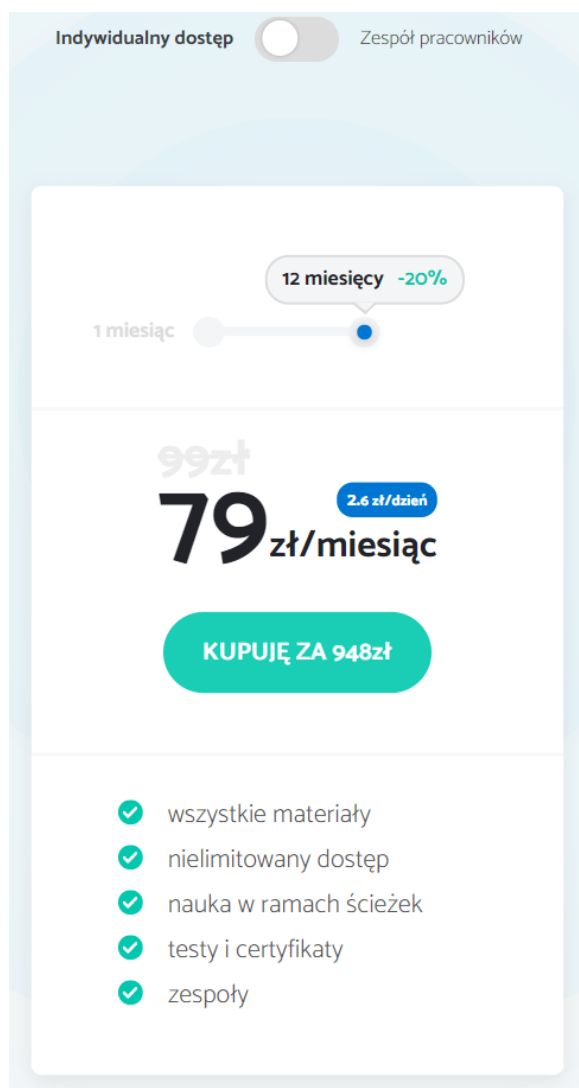 Indywidualny dostęp Zespół pracowników
12 miesięcy -20%
1 miesiąc
99zł
2.6 zł/dzień
79 zł/miesiąc
KUPUJĘ ZA 948zł
wszystkie materiały
nielimitowany dostęp
nauka w ramach ścieżek
testy i certyfikaty
zespoły